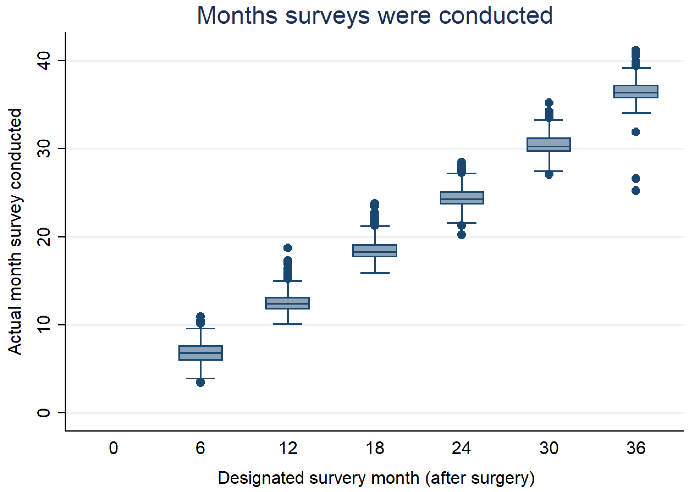 Months surveys were conducted
Actual month survey conducted
40
30
20
10
0
0 6 12 18 24 30 36
Designated survery month (after surgery)